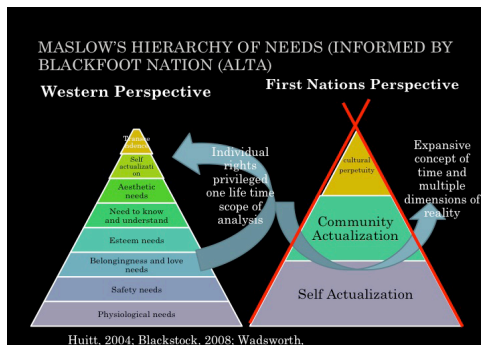 MASLOW'S HIERARCHY OF NEEDS (INFORMED BY
BLACKFOOT NATION (ALTA)
Western Perspective
First Nations Perspective
Self
actualizati
on
Aesthetic
needs
Need to know
and understand
Esteem needs
Belongingness and love
needs
Safety needs
Physiological needs
Individual
rights
privileged
one life time
scope of
analysis
cultural
perpetuity
Community
Actualization
Self Actualization
Expansive
concept of
time and
multiple
dimensions of
reality
Huitt, 2004; Blackstock, 2008; Wadsworth,